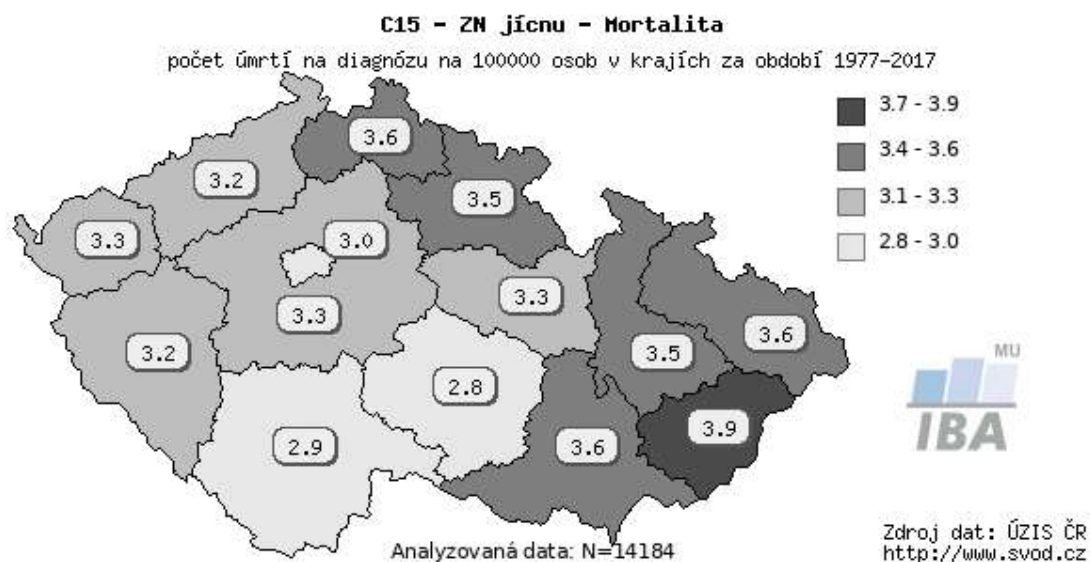 C15 - ZN jícnu - Mortalita
počet úmrtí na diagnózu na 100000 osob v krajích za období 1977-2017
3.7 - 3.9
3.4 - 3.6
3.1 - 3.3
2.8 - 3.0
3.6
3.2
3.5
3.3
3.0
3.3
3.3
3.2
3.5
3.6
2.8
3.9
2.9
3.6
MU
IBA
Analyzovaná data: N=14184
Zdroj dat: ÚZIS ČR
http://www.svod.cz